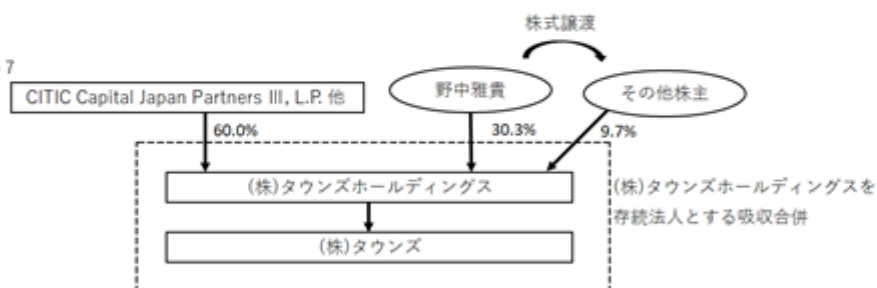 株式譲渡
7
CITIC Capital Japan Partners III, L.P. 他
野中雅貴
その他株主
60.0%
30.3%
9.7%
(株)タウンズホールディングス
(株)タウンズホールディングスを
存続法人とする吸収合併
(株)タウンズ